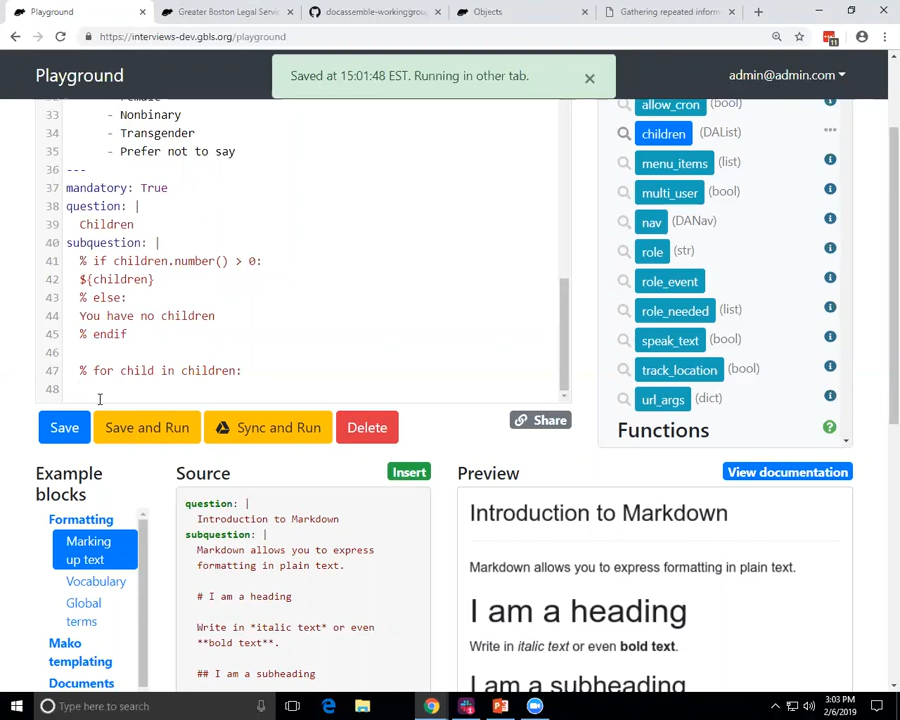 Playground
Greater Boston Legal Servi
docassemble-workinggrou
Objects
Gathering repeated inform
https://interviews-dev.gbls.org/playground
11
Playground
Saved at 15:01:48 EST. Running in other tab.
admin@admin.com
33 - Nonbinary
34 - Transgender
35 - Prefer not to say
36 ---
37 mandatory: True
38 question: |
39 Children
40 subquestion: |
41 % if children.number() > 0:
42 ${children}
43 % else:
44 You have no children
45 % endif
46
47 % for child in children:
48
allow_cron (bool)
children (DAList)
menu_items (list)
multi_user (bool)
nav (DANav)
role (str)
role_event
role_needed (list)
speak_text (bool)
track_location (bool)
url_args (dict)
Functions
Save
Save and Run
Sync and Run
Delete
Share
Example blocks
Formatting
Marking up text
Vocabulary
Global terms
Mako templating
Documents
Source
Insert
question: |
Introduction to Markdown
subquestion: |
Markdown allows you to express
formatting in plain text.
# I am a heading
Write in *italic text* or even
**bold text**.
## I am a subheading
Preview
View documentation
Introduction to Markdown
Markdown allows you to express formatting in plain text.
I am a heading
Write in italic text or even bold text.
I am a subheading
Type here to search
3:03 PM
2/6/2019